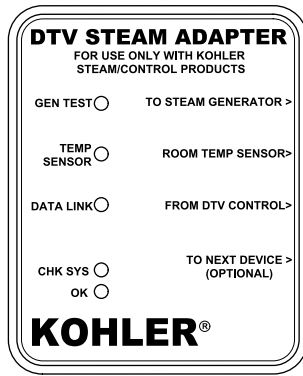 DTV STEAM ADAPTER
FOR USE ONLY WITH KOHLER
STEAM/CONTROL PRODUCTS
GEN TEST
TO STEAM GENERATOR >
TEMP
SENSOR
ROOM TEMP SENSOR>
DATA LINK
FROM DTV CONTROL>
TO NEXT DEVICE >
(OPTIONAL)
CHK SYS
OK
KOHLER®